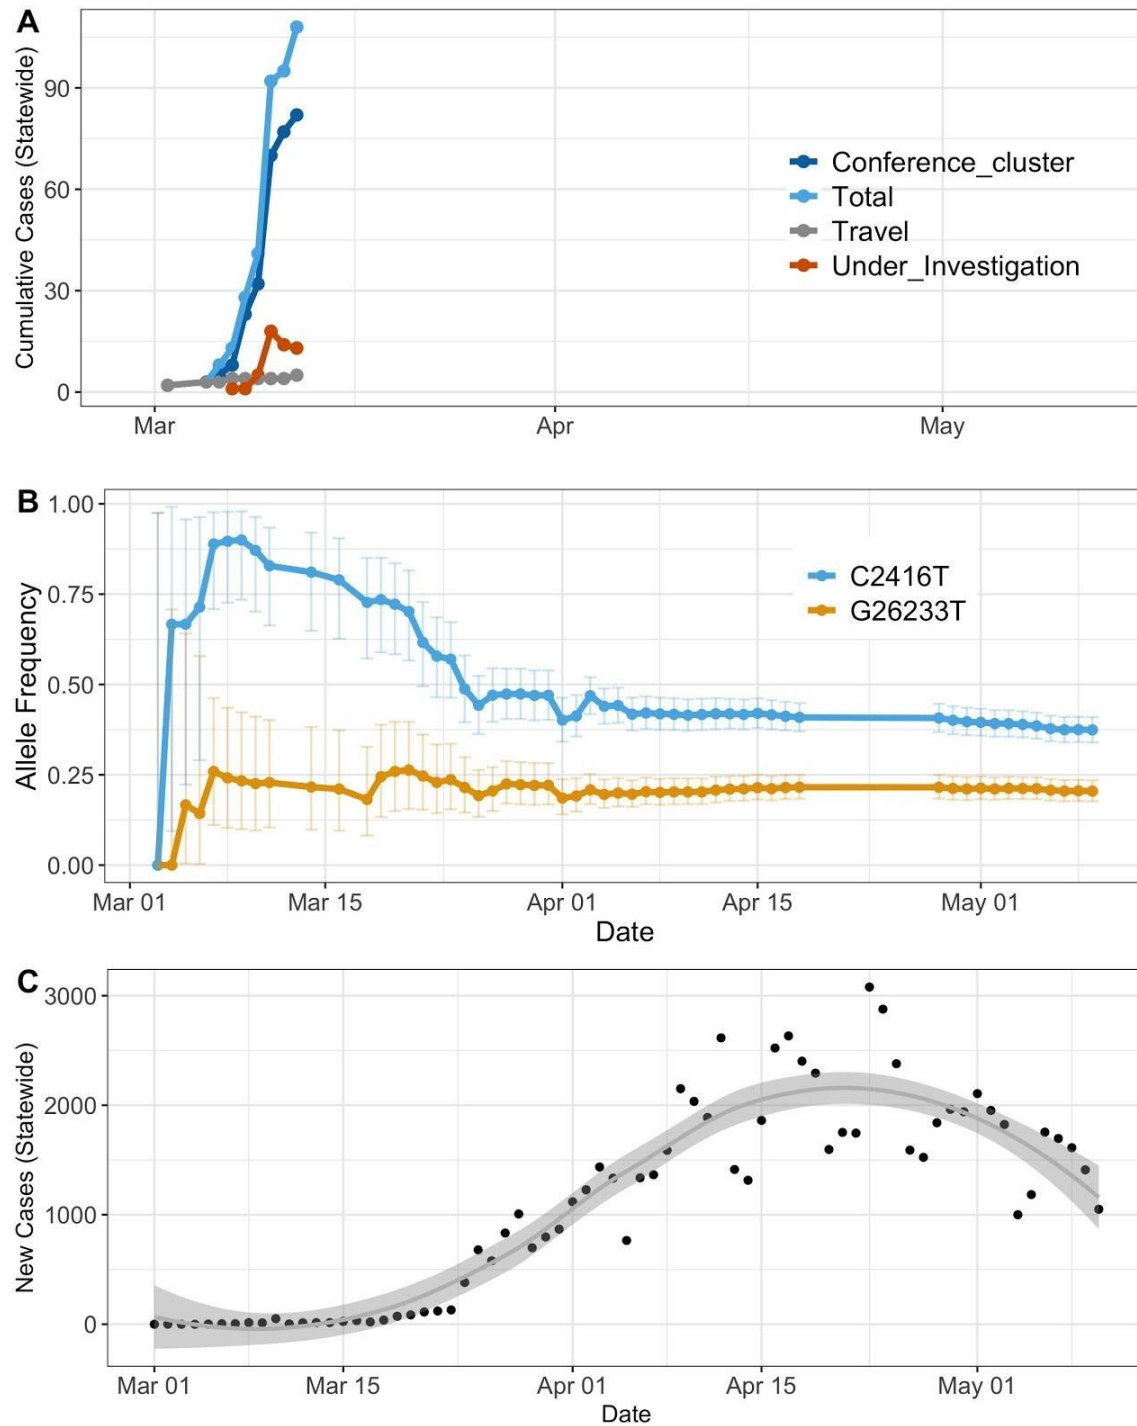 A
Cumulative Cases (Statewide)
90
60
30
0
Mar
Apr
May
Conference_cluster
Total
Travel
Under_Investigation
B
Allele Frequency
1.00
0.75
0.50
0.25
0.00
C2416T
G26233T
Mar 01
Mar 15
Apr 01
Apr 15
May 01
Date
C
New Cases (Statewide)
3000
2000
1000
0
Mar 01
Mar 15
Apr 01
Apr 15
May 01
Date